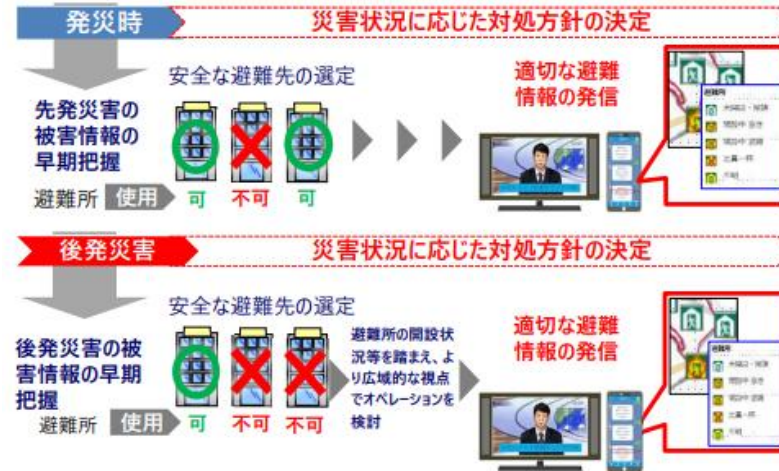 発災時
災害状況に応じた対処方針の決定
先発災害の
被害情報の
早期把握
安全な避難先の選定
避難所 使用 可 不可 可
適切な避難
情報の発信
避難所
後発災害
災害状況に応じた対処方針の決定
後発災害の被
害情報の早期
把握
安全な避難先の選定
避難所 使用 可 不可 不可
避難所の開設状
況等を踏まえ、よ
り広域的な視点
でオペレーションを
検討
適切な避難
情報の発信
避難所